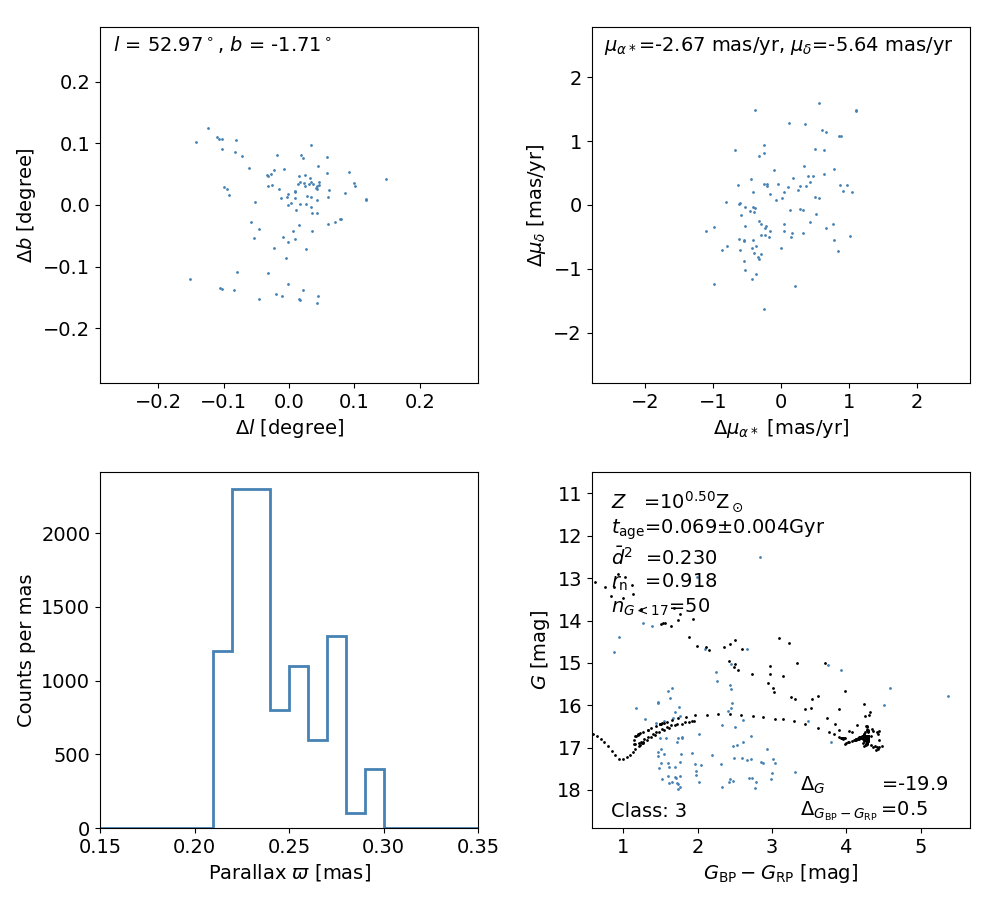 l = 52.97°, b = -1.71°
Δb [degree]
0.2
0.1
0.0
−0.1
−0.2
−0.2 −0.1 0.0 0.1 0.2
Δl [degree]
μα*=-2.67 mas/yr, μδ=-5.64 mas/yr
Δμδ [mas/yr]
2
1
0
−1
−2
−2 −1 0 1 2
Δμα* [mas/yr]
Counts per mas
2000
1500
1000
500
0
0.15 0.20 0.25 0.30 0.35
Parallax ϖ [mas]
G [mag]
11
12
13
14
15
16
17
18
Z =10^0.50 Z⊙
t_age=0.069±0.004Gyr
d̄² =0.230
r_n =0.918
n_G<17=50
Δ_G =-19.9
Δ_G_BP−G_RP =0.5
Class: 3
1 2 3 4 5
G_BP − G_RP [mag]